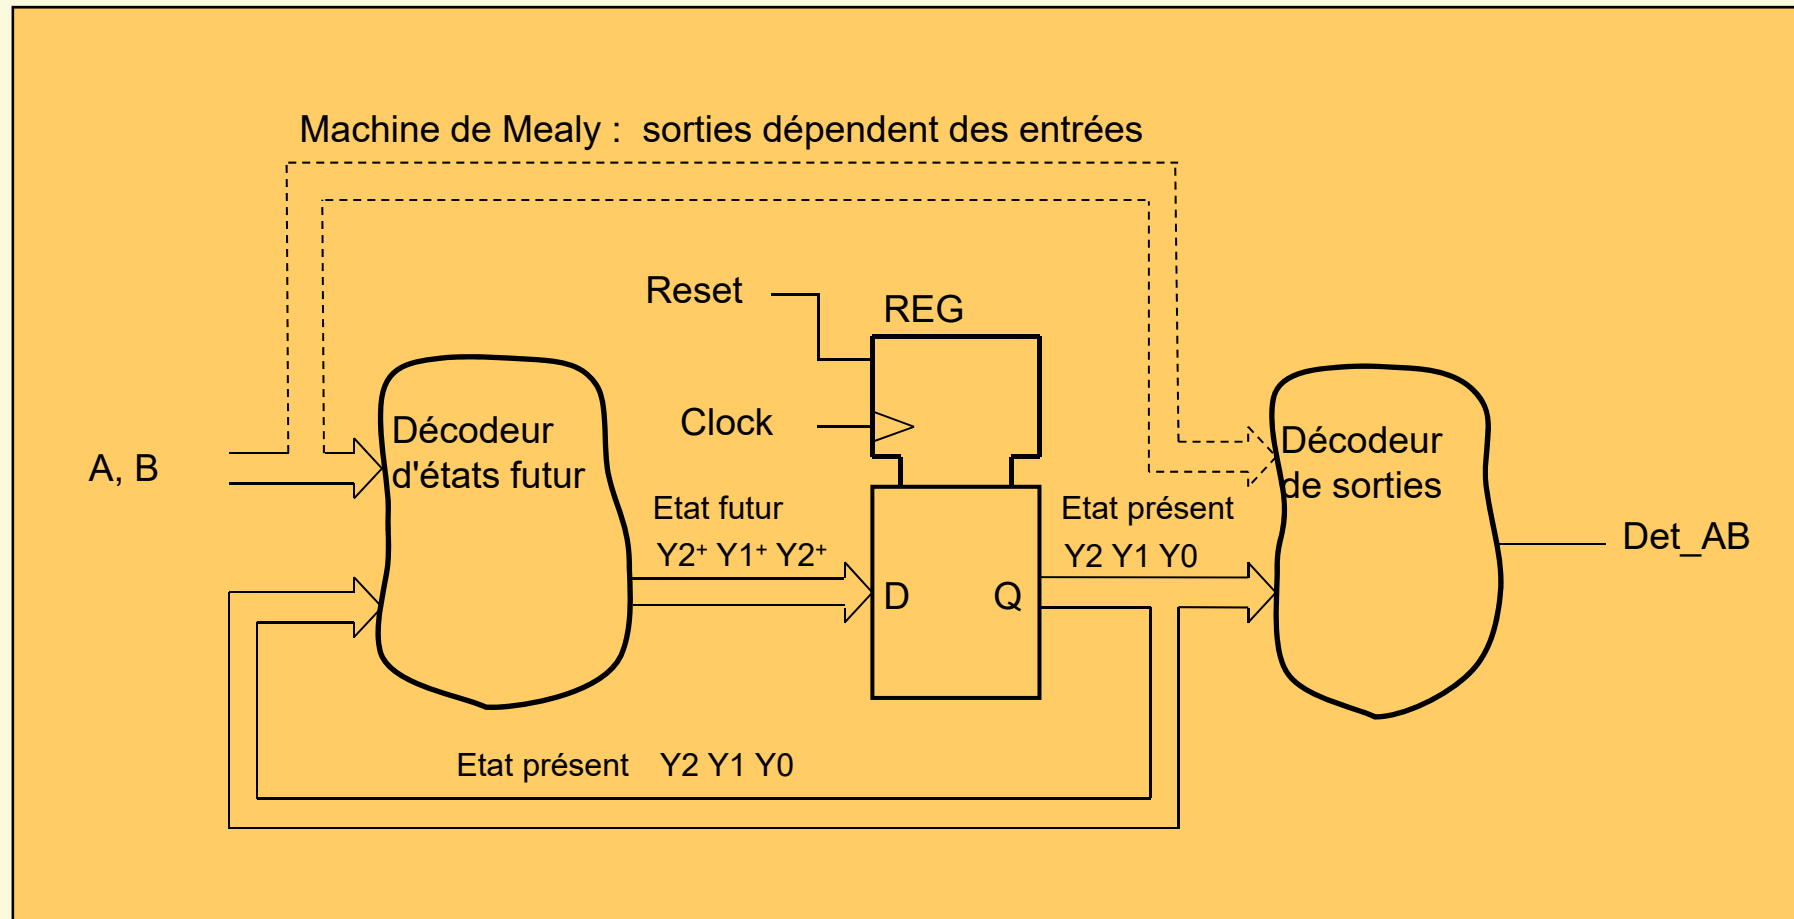 Machine de Mealy :  sorties dépendent des entrées
Reset
REG
Clock
Décodeur
d'états futur
A, B
Décodeur
de sorties
Etat futur
Y2⁺ Y1⁺ Y2⁺
Etat présent
Y2 Y1 Y0
Det_AB
D
Q
Etat présent Y2 Y1 Y0